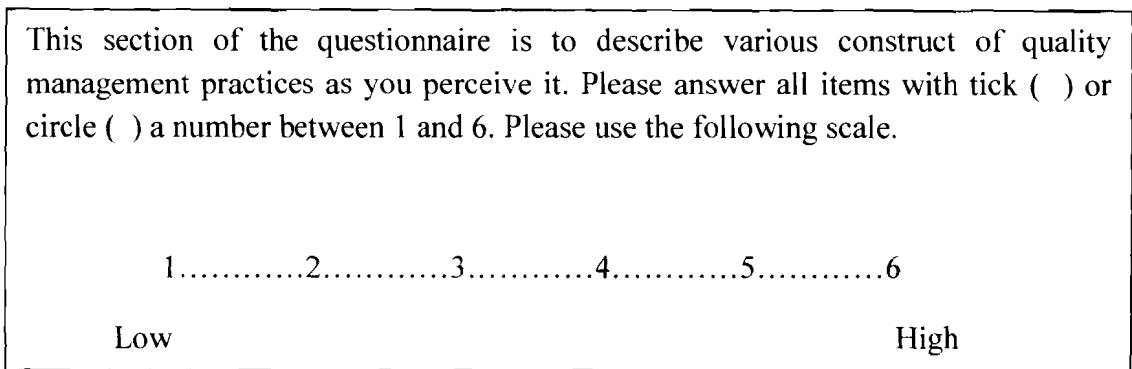 This section of the questionnaire is to describe various construct of quality
management practices as you perceive it. Please answer all items with tick ( ) or
circle ( ) a number between 1 and 6. Please use the following scale.
1............2............3............4............5............6
Low High